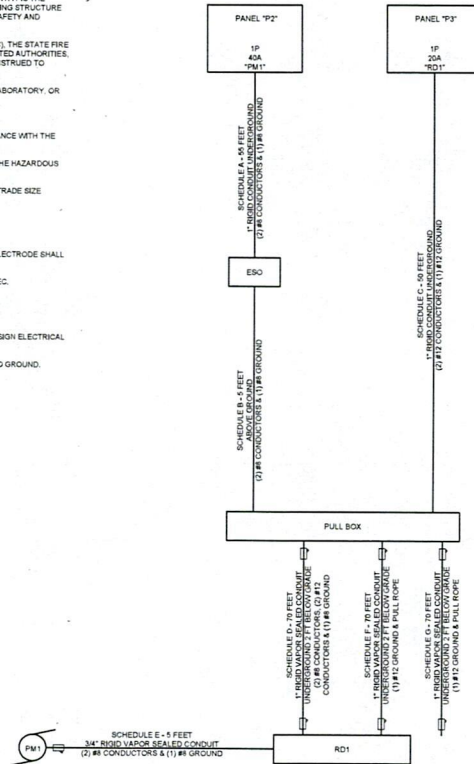 ING STRUCTURE
AFETY AND
), THE STATE FIRE
TED AUTHORITIES,
STRUED TO
ABORATORY, OR
ANCE WITH THE
HE HAZARDOUS
TRADE SIZE
LECTRODE SHALL
EC.
SIGN ELECTRICAL
D GROUND.
PANEL "P2"
1P
40A
"PM1"
PANEL "P3"
1P
20A
"RD1"
SCHEDULE A - 55 FEET
1" RIGID CONDUIT UNDERGROUND
(2) #8 CONDUCTORS & (1) #8 GROUND
ESO
SCHEDULE C - 50 FEET
1" RIGID CONDUIT UNDERGROUND
(2) #12 CONDUCTORS & (1) #12 GROUND
SCHEDULE B - 5 FEET
ABOVE GROUND
(2) #8 CONDUCTORS & (1) #8 GROUND
PULL BOX
SCHEDULE D - 70 FEET
1" RIGID VAPOR SEALED CONDUIT
UNDERGROUND 2 FT BELOW GRADE
(2) #8 CONDUCTORS, (2) #12
CONDUCTORS & (1) #8 GROUND
SCHEDULE F - 70 FEET
1" RIGID VAPOR SEALED CONDUIT
UNDERGROUND 2 FT BELOW GRADE
(1) #12 GROUND & PULL ROPE
SCHEDULE G - 70 FEET
1" RIGID VAPOR SEALED CONDUIT
UNDERGROUND 2 FT BELOW GRADE
(1) #12 GROUND & PULL ROPE
PM1
SCHEDULE E - 5 FEET
3/4" RIGID VAPOR SEALED CONDUIT
(2) #8 CONDUCTORS & (1) #8 GROUND
RD1